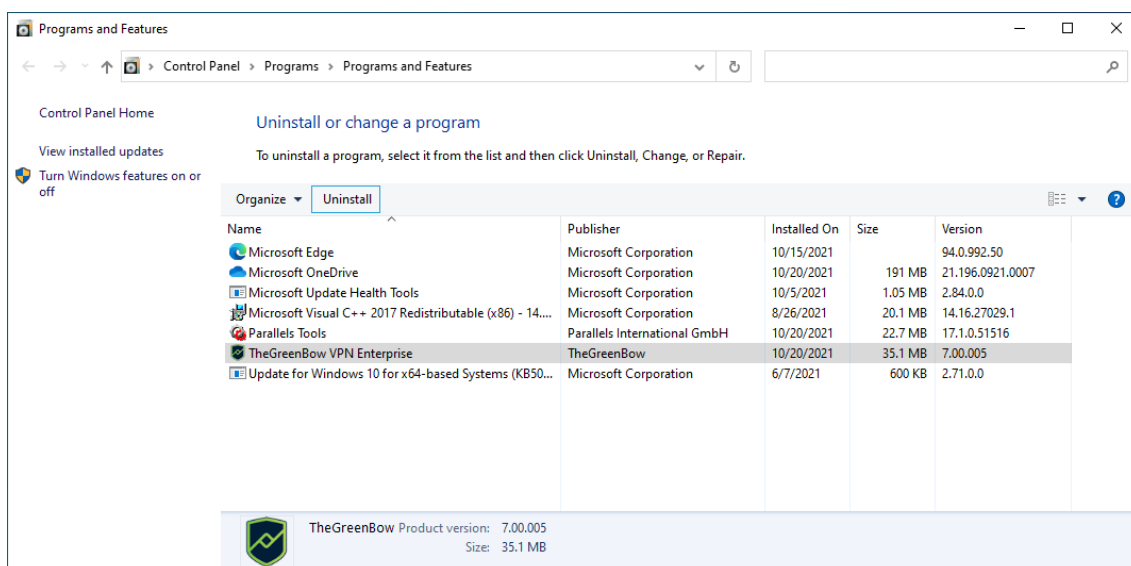 Programs and Features
Control Panel > Programs > Programs and Features
Control Panel Home
View installed updates
Turn Windows features on or
off
Uninstall or change a program
To uninstall a program, select it from the list and then click Uninstall, Change, or Repair.
Organize Uninstall
Name Publisher Installed On Size Version
Microsoft Edge Microsoft Corporation 10/15/2021 94.0.992.50
Microsoft OneDrive Microsoft Corporation 10/20/2021 191 MB 21.196.0921.0007
Microsoft Update Health Tools Microsoft Corporation 10/5/2021 1.05 MB 2.84.0.0
Microsoft Visual C++ 2017 Redistributable (x86) - 14.... Microsoft Corporation 8/26/2021 20.1 MB 14.16.27029.1
Parallels Tools Parallels International GmbH 10/20/2021 22.7 MB 17.1.0.51516
TheGreenBow VPN Enterprise TheGreenBow 10/20/2021 35.1 MB 7.00.005
Update for Windows 10 for x64-based Systems (KB50... Microsoft Corporation 6/7/2021 600 KB 2.71.0.0
TheGreenBow Product version: 7.00.005
Size: 35.1 MB